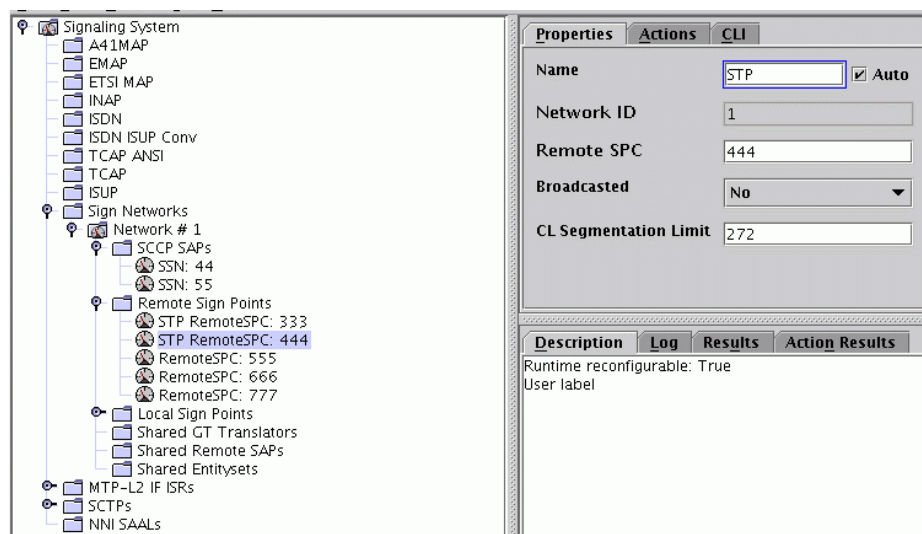 Signaling System
A41MAP
EMAP
ETSI MAP
INAP
ISDN
ISDN ISUP Conv
TCAP ANSI
TCAP
ISUP
Sign Networks
Network # 1
SCCP SAPs
SSN: 44
SSN: 55
Remote Sign Points
STP RemoteSPC: 333
STP RemoteSPC: 444
RemoteSPC: 555
RemoteSPC: 666
RemoteSPC: 777
Local Sign Points
Shared GT Translators
Shared Remote SAPs
Shared Entitysets
MTP-L2 IF ISRs
SCTPs
NNI SAALs
Properties Actions CLI
Name STP Auto
Network ID 1
Remote SPC 444
Broadcasted No
CL Segmentation Limit 272
Description Log Results Action Results
Runtime reconfigurable: True
User label